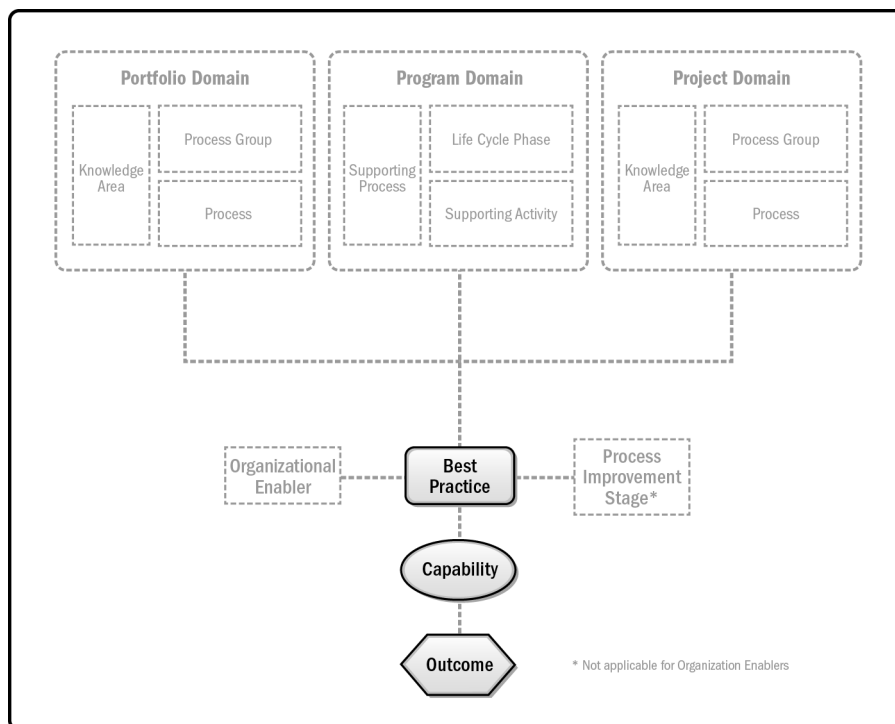 Portfolio Domain
Knowledge
Area
Process Group
Process
Program Domain
Supporting
Process
Life Cycle Phase
Supporting Activity
Project Domain
Knowledge
Area
Process Group
Process
Organizational
Enabler
Best
Practice
Process
Improvement
Stage*
Capability
Outcome
* Not applicable for Organization Enablers